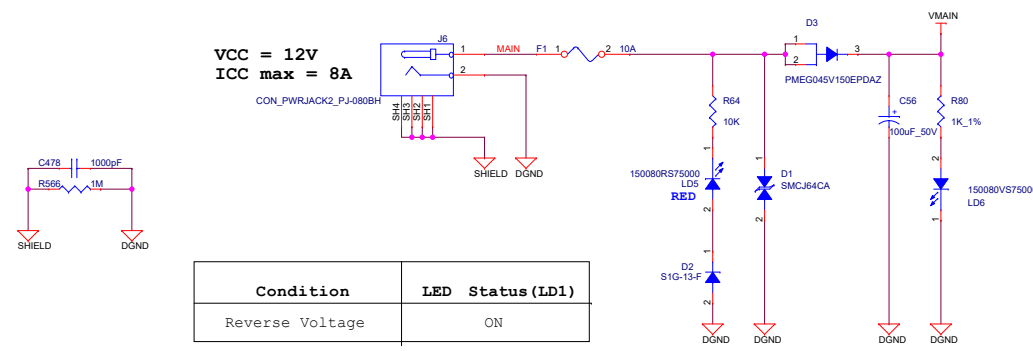 VCC = 12V
ICC max = 8A
J6
CON_PWRJACK2_PJ-080BH
1
2
SH4
SH3
SH2
SH1
MAIN
F1
1
2
10A
SHIELD
DGND
D3
1
2
3
PMEG045V150EPDAZ
VMAIN
R64
10K
C56
+
100uF_50V
R80
1K_1%
C478
1000pF
R566
1M
SHIELD
DGND
1
150080RS75000
LD5
RED
2
1
D1
SMCJ64CA
2
2
150080VS75000
LD6
1
1
D2
S1G-13-F
2
DGND
DGND
DGND
DGND
Condition
LED Status(LD1)
Reverse Voltage
ON